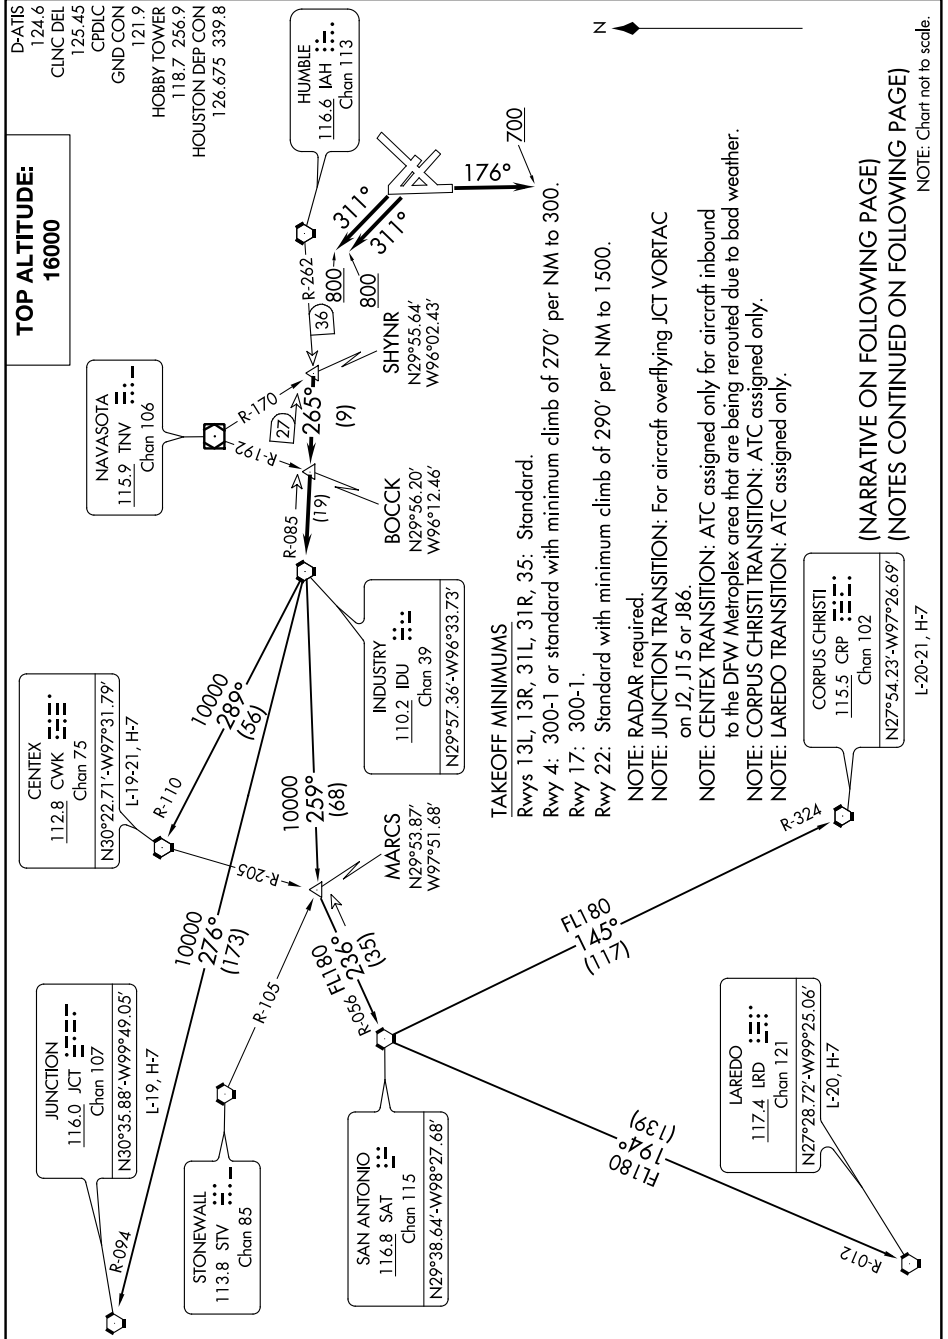 D-ATIS
124.6
CLNC DEL
125.45
CPDLC
GND CON
121.9
HOBBY TOWER
118.7 256.9
HOUSTON DEP CON
126.675 339.8
TOP ALTITUDE:
16000
HUMBLE
116.6 IAH
Chan 113
NAVASOTA
115.9 TNV
Chan 106
R-262
36
R-170
R-192
27
265°
(9)
311°
311°
800
800
176°
700
SHYNR
N29°55.64'
W96°02.43'
BOCCK
N29°56.20'
W96°12.46'
R-085
(19)
INDUSTRY
110.2 IDU
Chan 39
N29°57.36'-W96°33.73'
CENTEX
112.8 CWK
Chan 75
N30°22.71'-W97°31.79'
L-19-21, H-7
R-110
10000
289°
(56)
10000
259°
(68)
R-205
MARCS
N29°53.87'
W97°51.68'
10000
276°
(173)
JUNCTION
116.0 JCT
Chan 107
N30°35.88'-W99°49.05'
L-19, H-7
R-094
R-105
STONEWALL
113.8 STV
Chan 85
FL180
236°
(35)
R-056
SAN ANTONIO
116.8 SAT
Chan 115
N29°38.64'-W98°27.68'
FL180
145°
(117)
R-324
CORPUS CHRISTI
115.5 CRP
Chan 102
N27°54.23'-W97°26.69'
L-20-21, H-7
FL180
194°
(139)
R-012
LAREDO
117.4 LRD
Chan 121
N27°28.72'-W99°25.06'
L-20, H-7
TAKEOFF MINIMUMS
Rwys 13L, 13R, 31L, 31R, 35: Standard.
Rwy 4: 300-1 or standard with minimum climb of 270' per NM to 300.
Rwy 17: 300-1.
Rwy 22: Standard with minimum climb of 290' per NM to 1500.
NOTE: RADAR required.
NOTE: JUNCTION TRANSITION: For aircraft overflying JCT VORTAC
on J2, J15 or J86.
NOTE: CENTEX TRANSITION: ATC assigned only for aircraft inbound
to the DFW Metroplex area that are being rerouted due to bad weather.
NOTE: CORPUS CHRISTI TRANSITION: ATC assigned only.
NOTE: LAREDO TRANSITION: ATC assigned only.
(NARRATIVE ON FOLLOWING PAGE)
(NOTES CONTINUED ON FOLLOWING PAGE)
NOTE: Chart not to scale.
N